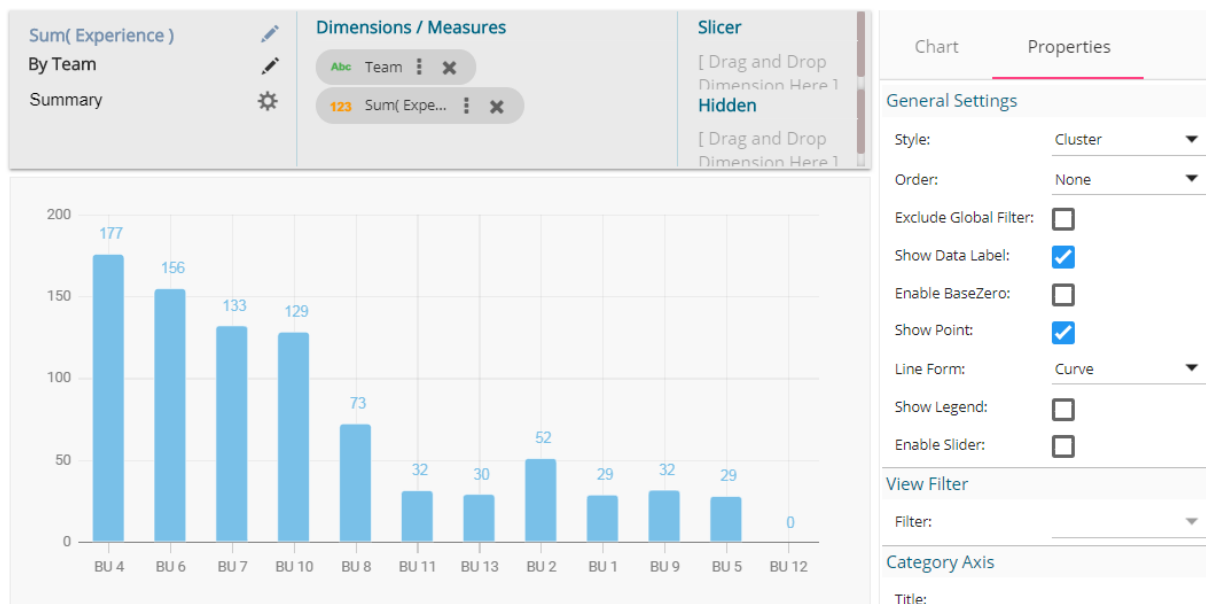 Sum( Experience )
By Team
Summary
Dimensions / Measures
Abc Team
123 Sum( Expe...
Slicer
[ Drag and Drop
Dimension Here ]
Hidden
[ Drag and Drop
Dimension Here ]
Chart Properties
General Settings
Style: Cluster
Order: None
Exclude Global Filter:
Show Data Label:
Enable BaseZero:
Show Point:
Line Form: Curve
Show Legend:
Enable Slider:
View Filter
Filter:
Category Axis
Title:
200
150
100
50
0
177
156
133
129
73
32
30
52
29
32
29
0
BU 4 BU 6 BU 7 BU 10 BU 8 BU 11 BU 13 BU 2 BU 1 BU 9 BU 5 BU 12